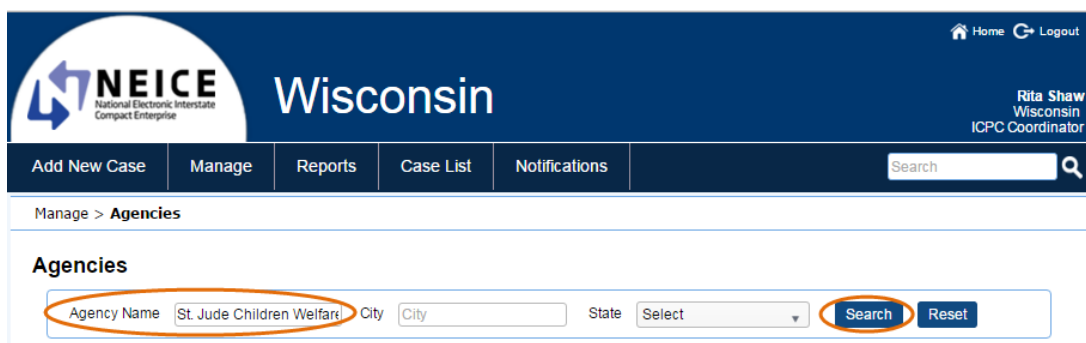 Home Logout
NEICE
National Electronic Interstate
Compact Enterprise
Wisconsin
Rita Shaw
Wisconsin
ICPC Coordinator
Add New Case Manage Reports Case List Notifications Search
Manage > Agencies
Agencies
Agency Name St. Jude Children Welfare City City State Select Search Reset